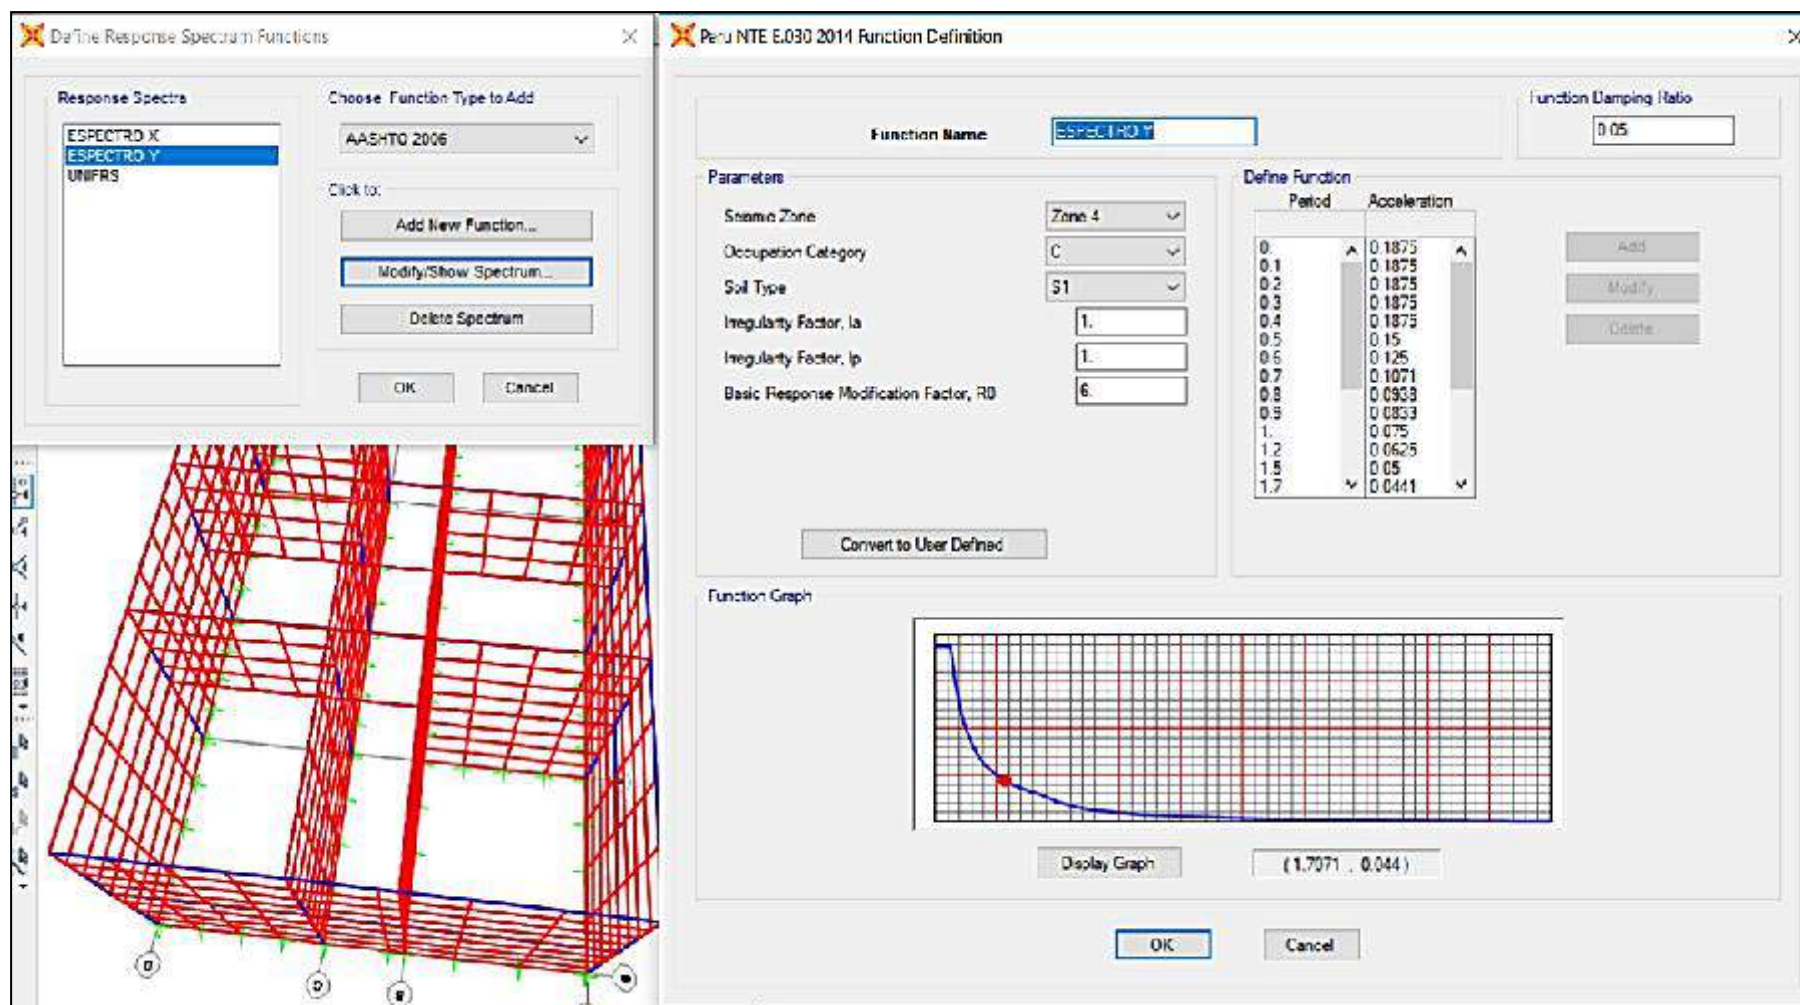 Define Response Spectrum Functions
Response Spectra
ESPECTRO X
ESPECTRO Y
UNIFRS
Choose Function Type to Add
AASHTO 2006
Click to:
Add New Function...
Modify/Show Spectrum...
Delete Spectrum
OK
Cancel
Peru NTE E.030 2014 Function Definition
Function Name
ESPECTRO Y
Function Damping Ratio
0.05
Parameters
Seismic Zone
Zone 4
Occupation Category
C
Soil Type
S1
Irregularity Factor, Ia
1.
Irregularity Factor, Ip
1.
Basic Response Modification Factor, R0
6.
Convert to User Defined
Define Function
Period Acceleration
0. 0.1875
0.1 0.1875
0.2 0.1875
0.3 0.1875
0.4 0.1875
0.5 0.15
0.6 0.125
0.7 0.1071
0.8 0.0938
0.9 0.0833
1. 0.075
1.2 0.0625
1.5 0.05
1.7 0.0441
Add
Modify
Delete
Function Graph
Display Graph
(1.7071 , 0.044)
OK
Cancel
D
C
B